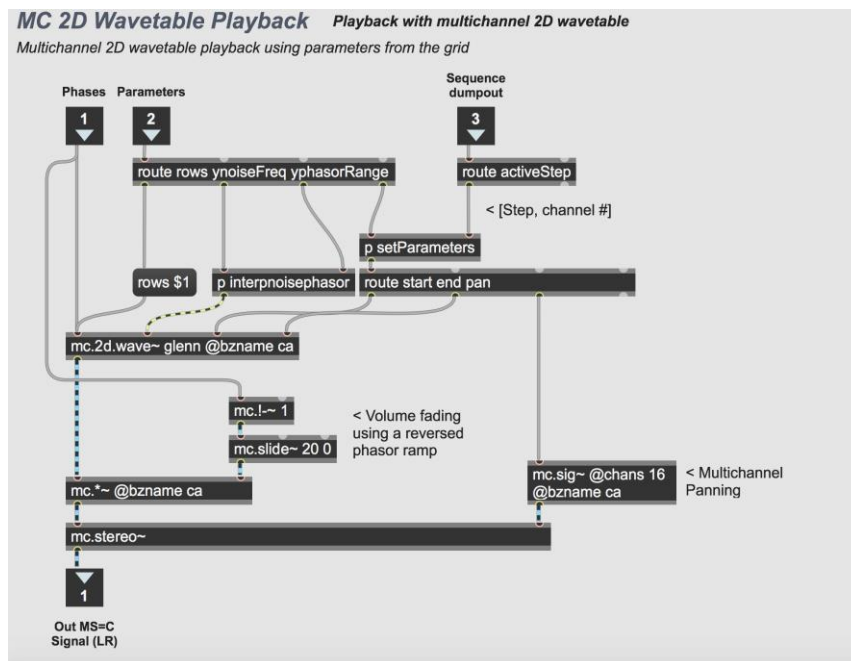 MC 2D Wavetable Playback Playback with multichannel 2D wavetable
Multichannel 2D wavetable playback using parameters from the grid
Phases Parameters
Sequence
dumpout
1 2 3
route rows ynoiseFreq yphasorRange
route activeStep
< [Step, channel #]
p setParameters
rows $1
p interpnoisephasor
route start end pan
mc.2d.wave~ glenn @bzname ca
mc.!-~ 1
< Volume fading
using a reversed
phasor ramp
mc.slide~ 20 0
mc.*~ @bzname ca
mc.sig~ @chans 16
@bzname ca
< Multichannel
Panning
mc.stereo~
1
Out MS=C
Signal (LR)